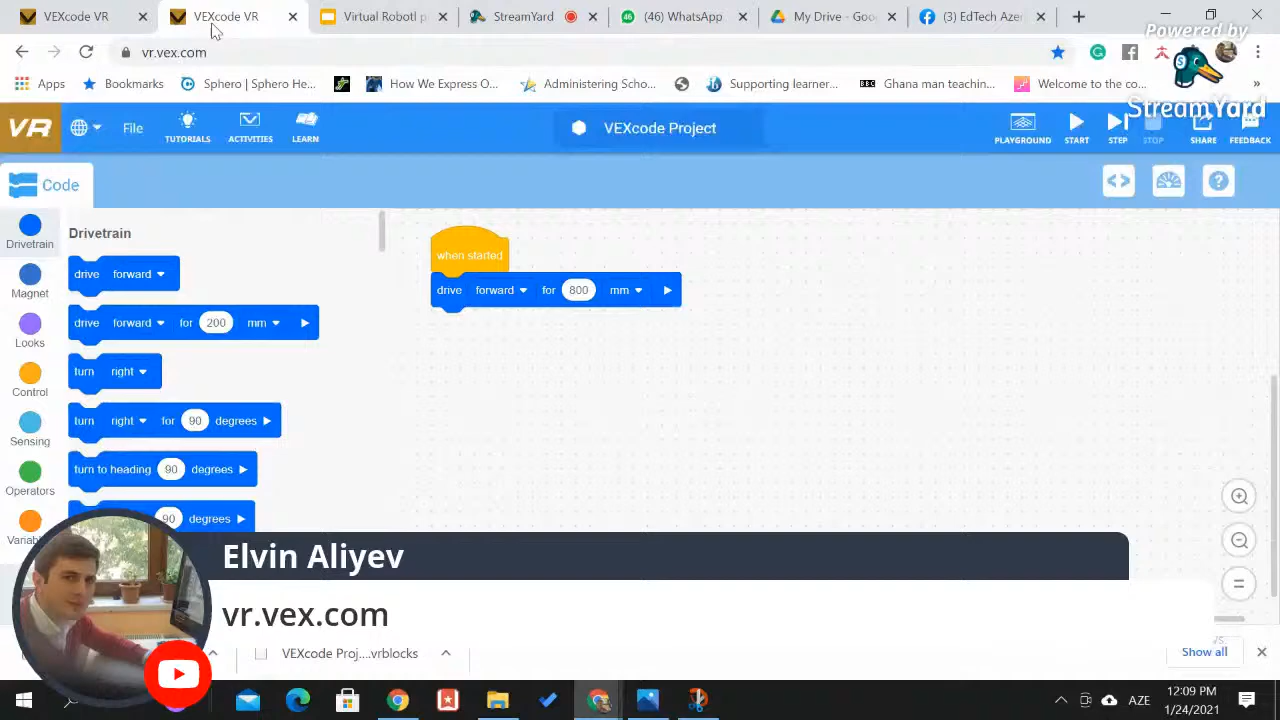 VEXcode VR
VEXcode VR
Virtual Robotl p
StreamYard
(46) WhatsApp
My Drive - Goo
(3) EdTech Azer
Powered by
StreamYard
vr.vex.com
Apps
Bookmarks
Sphero | Sphero He...
How We Express O...
Administering Scho...
Supporting learner...
BBC
Ghana man teachin...
Welcome to the co...
VR
File
TUTORIALS
ACTIVITIES
LEARN
VEXcode Project
PLAYGROUND
START
STEP
STOP
SHARE
FEEDBACK
Code
Drivetrain
Magnet
Looks
Control
Sensing
Operators
Drivetrain
drive forward
drive forward for 200 mm
turn right
turn right for 90 degrees
turn to heading 90 degrees
90 degrees
when started
drive forward for 800 mm
Elvin Aliyev
vr.vex.com
VEXcode Proj....vrblocks
Show all
AZE
12:09 PM
1/24/2021
46